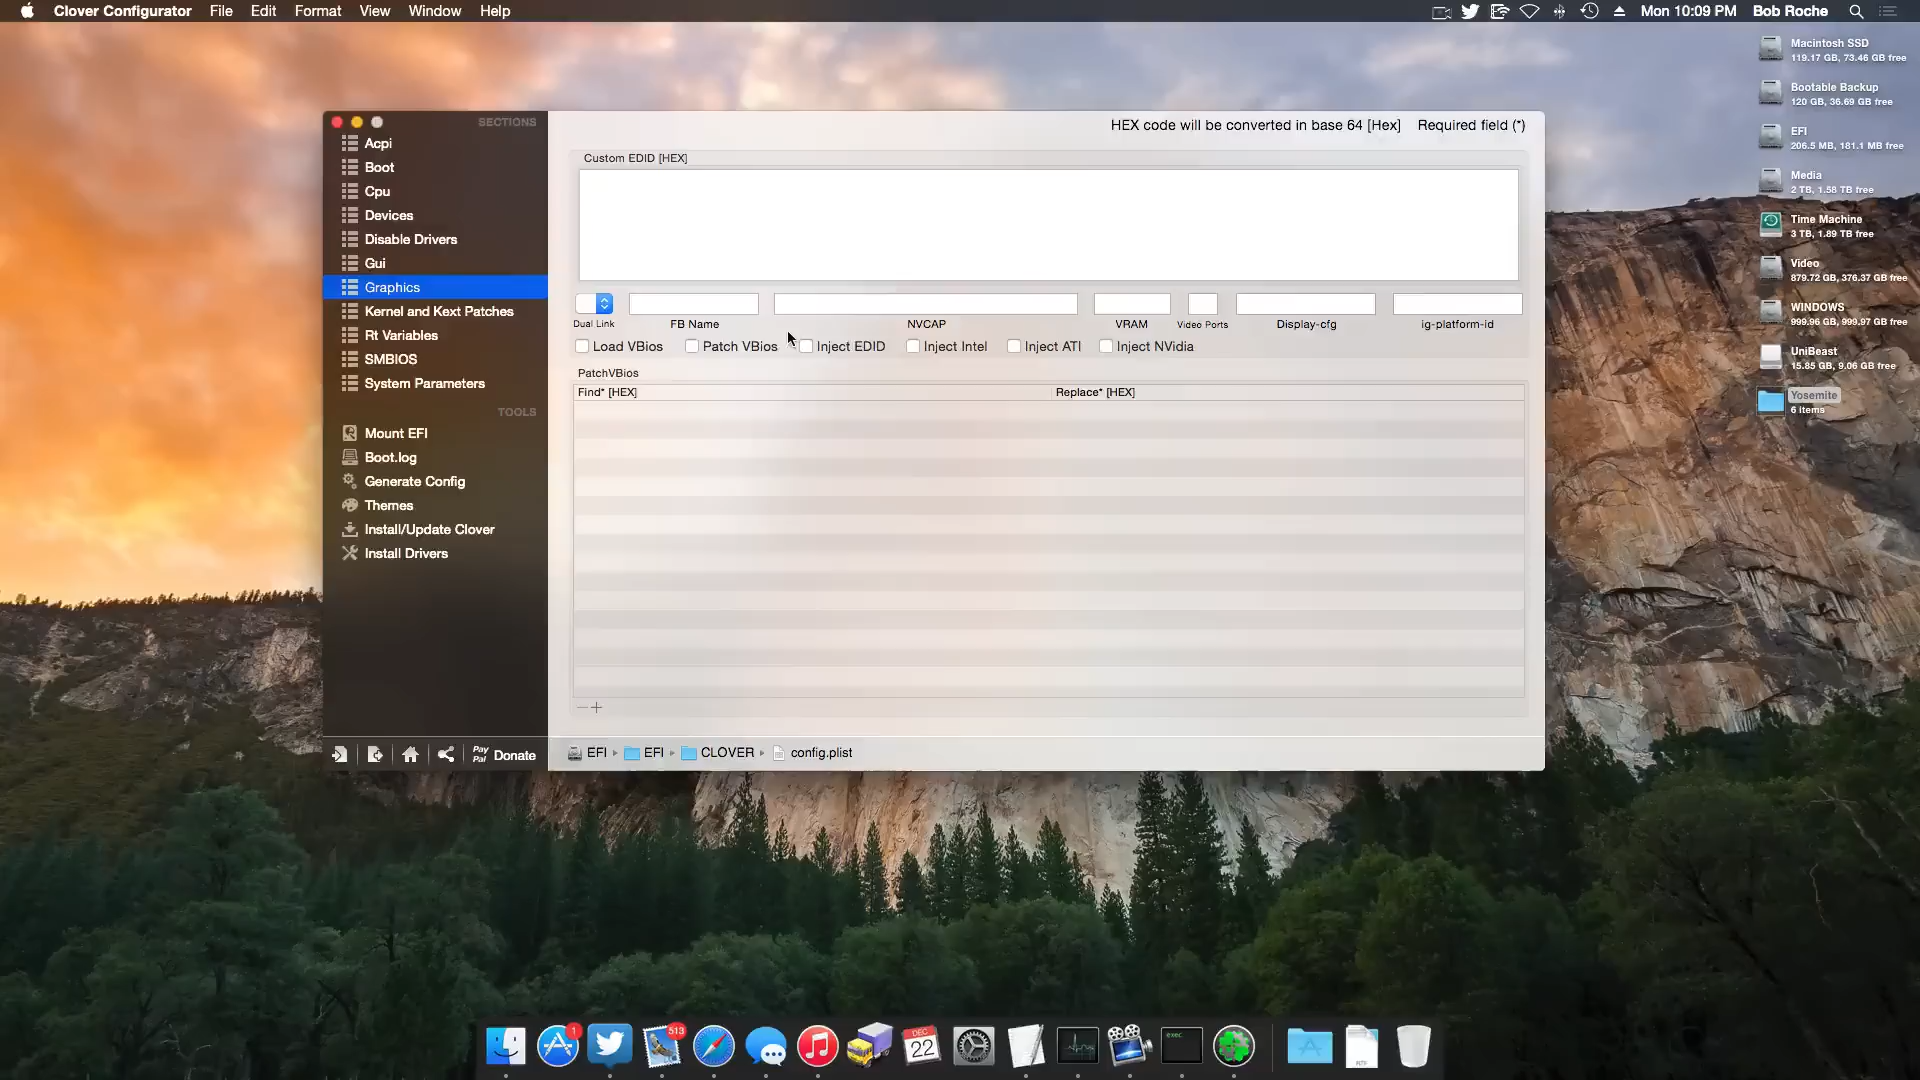 Clover Configurator File Edit Format View Window Help
Mon 10:09 PM Bob Roche
Macintosh SSD
119.17 GB, 73.46 GB free
Bootable Backup
120 GB, 36.69 GB free
EFI
206.5 MB, 181.1 MB free
Media
2 TB, 1.58 TB free
Time Machine
3 TB, 1.89 TB free
Video
879.72 GB, 376.37 GB free
WINDOWS
999.96 GB, 999.97 GB free
UniBeast
15.85 GB, 9.06 GB free
Yosemite
6 items
SECTIONS
Acpi
Boot
Cpu
Devices
Disable Drivers
Gui
Graphics
Kernel and Kext Patches
Rt Variables
SMBIOS
System Parameters
TOOLS
Mount EFI
Boot.log
Generate Config
Themes
Install/Update Clover
Install Drivers
Pay
Pal Donate
HEX code will be converted in base 64 [Hex] Required field (*)
Custom EDID [HEX]
Dual Link FB Name NVCAP VRAM Video Ports Display-cfg ig-platform-id
Load VBios Patch VBios Inject EDID Inject Intel Inject ATI Inject NVidia
PatchVBios
Find* [HEX] Replace* [HEX]
EFI EFI CLOVER config.plist
1
513
DEC
22
exec